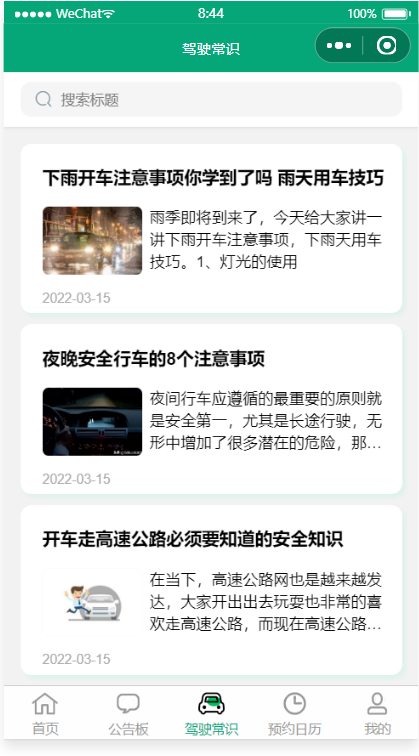 WeChat 8:44 100%
驾驶常识
搜索标题
下雨开车注意事项你学到了吗 雨天用车技巧
雨季即将到来了，今天给大家讲一
讲下雨开车注意事项，下雨天用车
技巧。1、灯光的使用
2022-03-15
夜晚安全行车的8个注意事项
夜间行车应遵循的最重要的原则就
是安全第一，尤其是长途行驶，无
形中增加了很多潜在的危险，那...
2022-03-15
开车走高速公路必须要知道的安全知识
在当下，高速公路网也是越来越发
达，大家开出出去玩耍也非常的喜
欢走高速公路，而现在高速公路...
2022-03-15
首页 公告板 驾驶常识 预约日历 我的